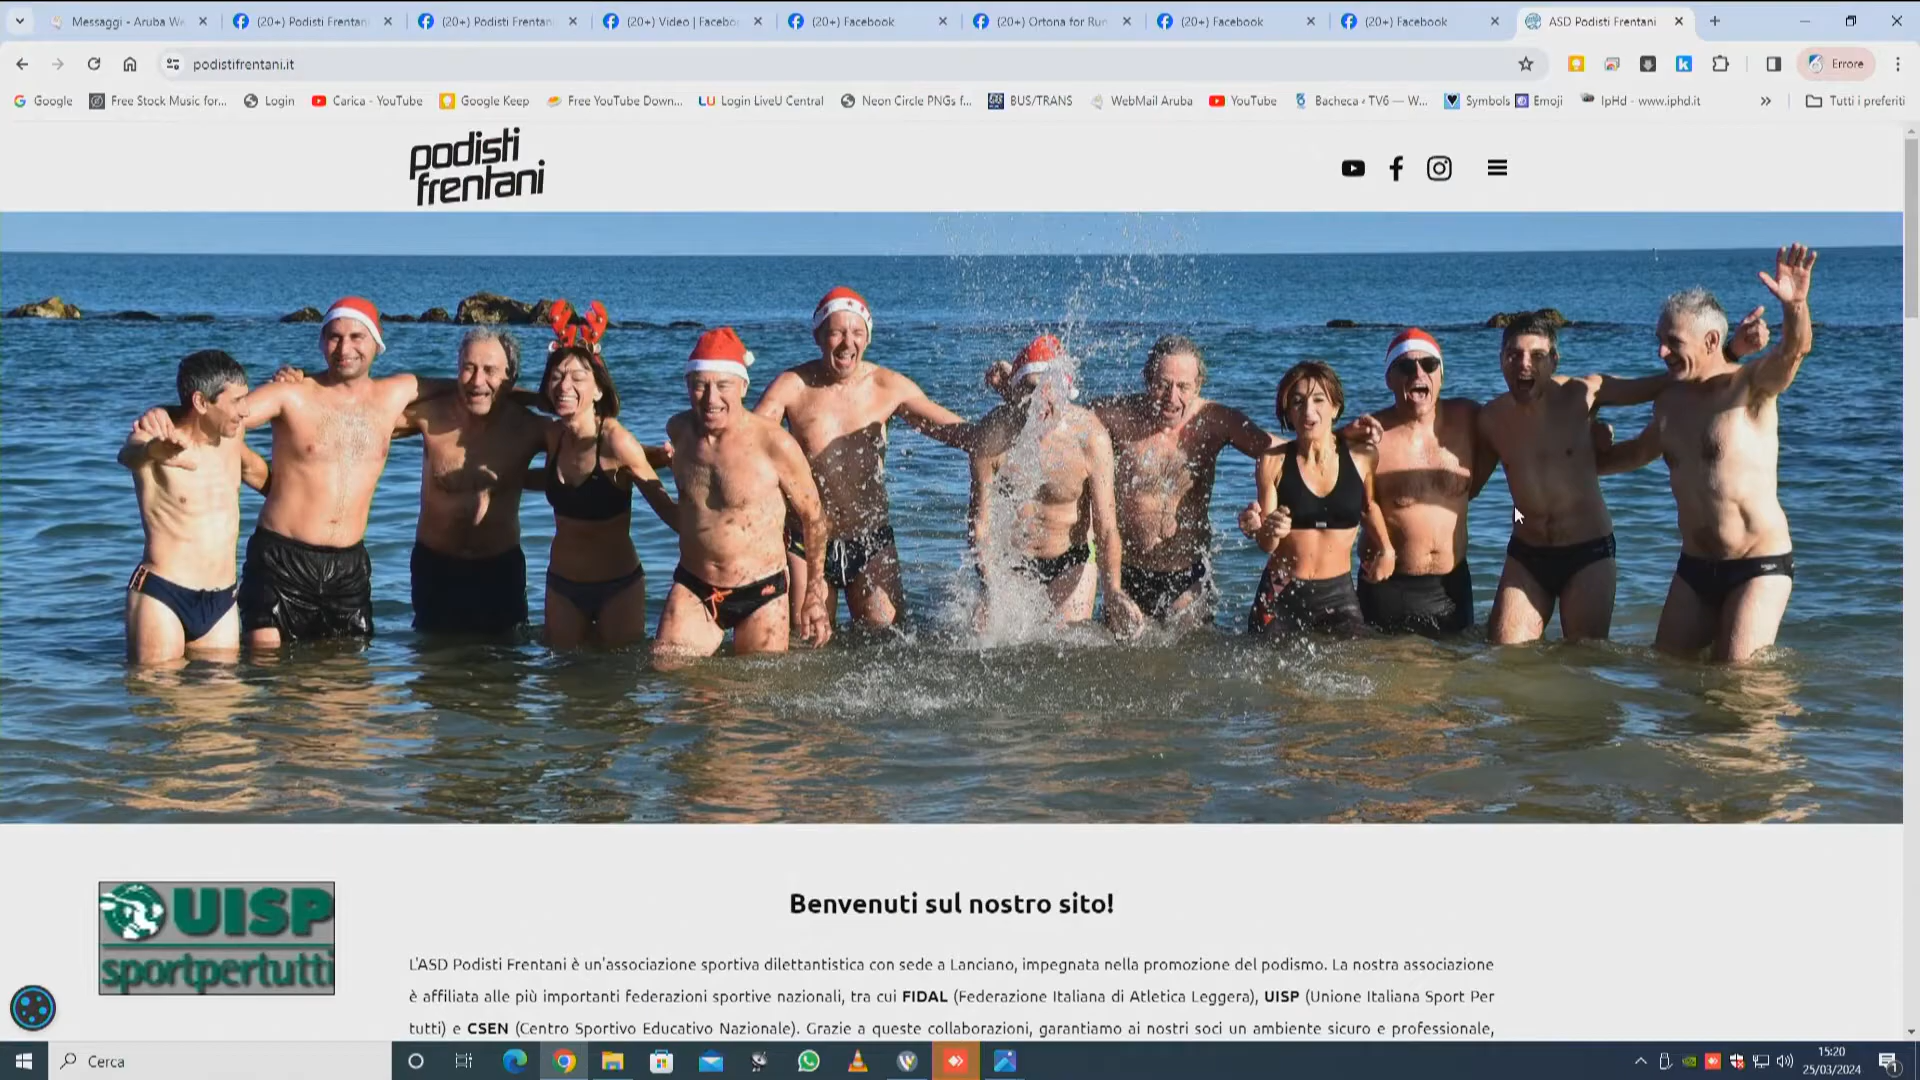 Messaggi - Aruba We
(20+) Podisti Frentani
(20+) Podisti Frentani
(20+) Video | Facebo
(20+) Facebook
(20+) Ortona for Run
(20+) Facebook
(20+) Facebook
ASD Podisti Frentani
podistifrentani.it
Errore
Google
Free Stock Music for...
Login
Carica - YouTube
Google Keep
Free YouTube Down...
LU Login LiveU Central
Neon Circle PNGs f...
BUS/TRANS
WebMail Aruba
YouTube
Bacheca ‹ TV6 — W...
Symbols
Emoji
IpHd - www.iphd.it
»
Tutti i preferiti
podisti
frentani
UISP
sportpertutti
Benvenuti sul nostro sito!
L'ASD Podisti Frentani è un'associazione sportiva dilettantistica con sede a Lanciano, impegnata nella promozione del podismo. La nostra associazione
è affiliata alle più importanti federazioni sportive nazionali, tra cui FIDAL (Federazione Italiana di Atletica Leggera), UISP (Unione Italiana Sport Per
tutti) e CSEN (Centro Sportivo Educativo Nazionale). Grazie a queste collaborazioni, garantiamo ai nostri soci un ambiente sicuro e professionale,
Cerca
15:20
25/03/2024
1